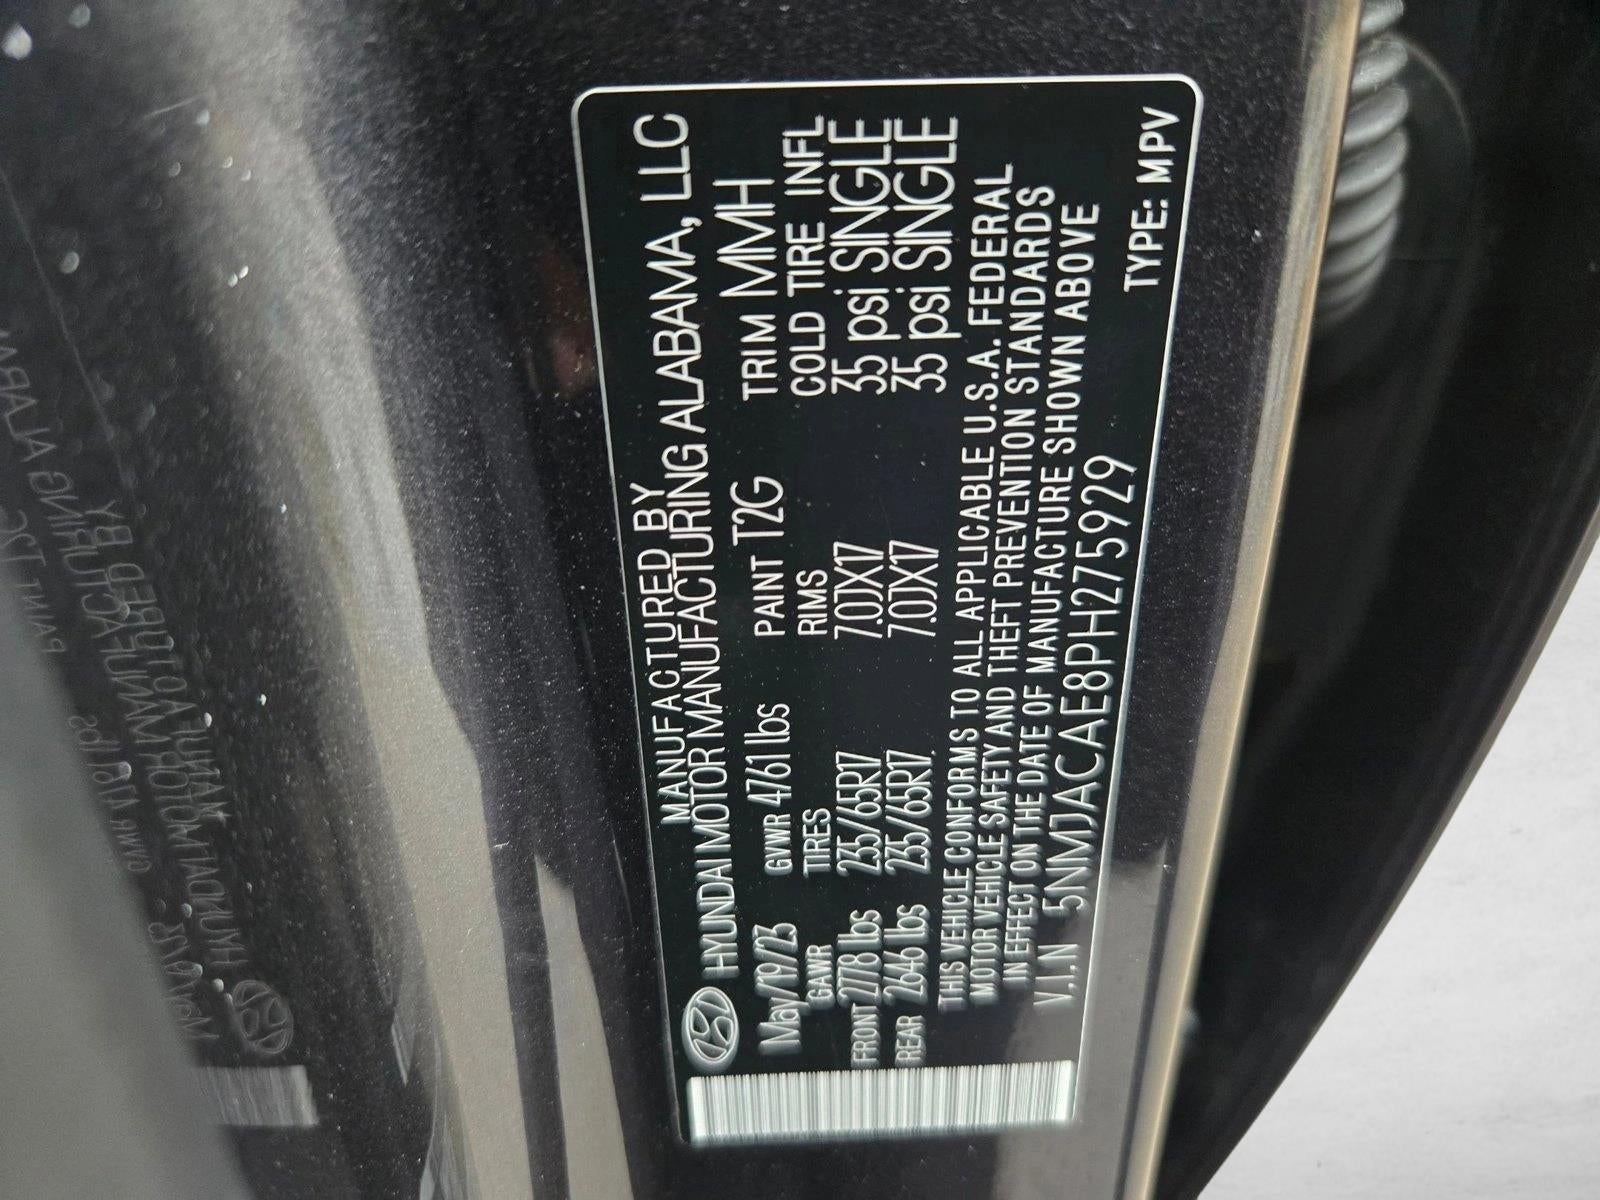 MANUFACTURED BY
HYUNDAI MOTOR MANUFACTURING ALABAMA, LLC
May/19/23 GVWR 4761 lbs PAINT T2G TRIM MMH
GAWR TIRES RIMS COLD TIRE INFL
FRONT 2778 lbs 235/65R17 7.0JX17 35 psi SINGLE
REAR 2646 lbs 235/65R17 7.0JX17 35 psi SINGLE
THIS VEHICLE CONFORMS TO ALL APPLICABLE U.S.A. FEDERAL
MOTOR VEHICLE SAFETY AND THEFT PREVENTION STANDARDS
IN EFFECT ON THE DATE OF MANUFACTURE SHOWN ABOVE
V.I.N 5NMJACAE8PH275929
TYPE: MPV